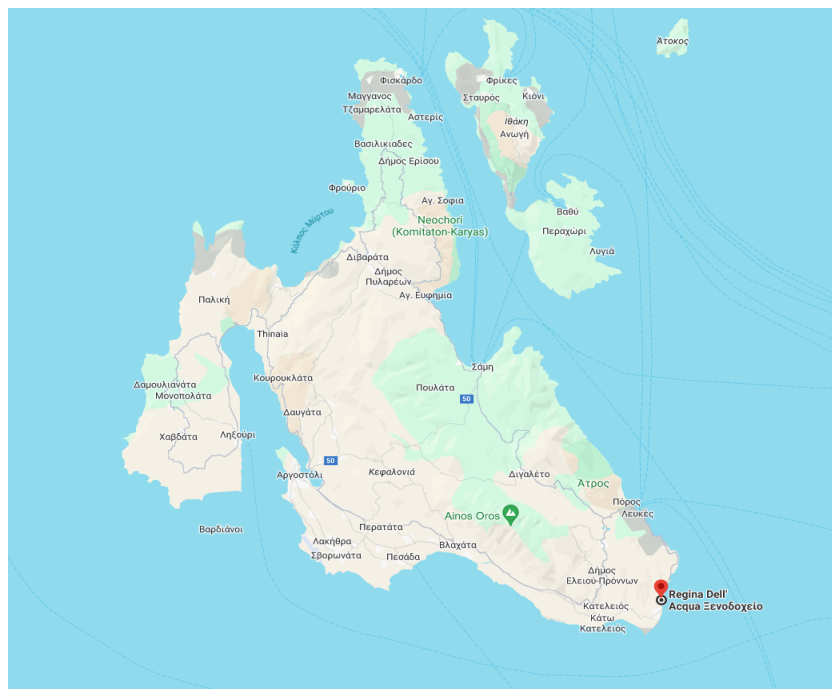 Άτοκος
Φισκάρδο
Φρίκες
Μαγγανος
Σταυρός
Κιόνι
Τζαμαρελάτα
Αστερίς
Ιθάκη
Ανωγή
Βασιλικιαδες
Δήμος Ερίσου
Φρούριο
Αγ. Σοφια
Βαθύ
Neochori
(Komitaton-Karyas)
Περαχώρι
Κόλπος Μύρτου
Λυγιά
Διβαράτα
Δήμος
Πυλαρέων
Αγ. Ευφημία
Παλική
Thinaia
Σάμη
Κουρουκλάτα
Δαμουλιανάτα
Πουλάτα
Μονοπολάτα
50
Δαυγάτα
Χαβδάτα
Ληξούρι
50
Αργοστόλι
Κεφαλονιά
Διγαλέτο
Άτρος
Πόρος
Λευκές
Ainos Oros
Βαρδιάνοι
Περατάτα
Λακήθρα
Βλαχάτα
Σβορωνάτα
Πεσάδα
Δήμος
Ελειού-Πρόννων
Regina Dell'
Acqua Ξενοδοχείο
Κατελειός
Κάτω
Κατελειός